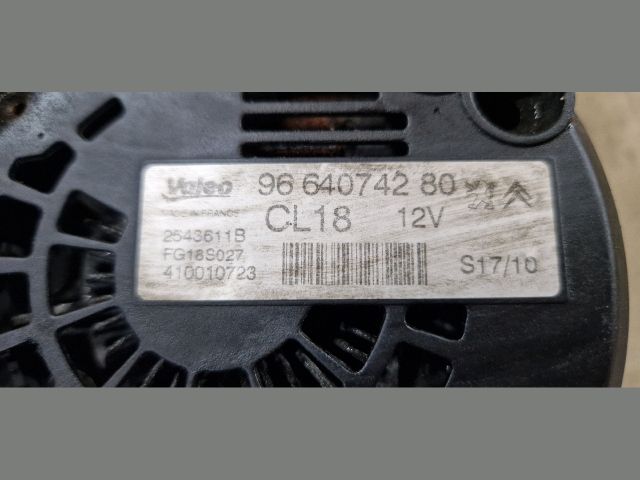 Valeo 96 640742 80
MADE IN FRANCE CL18 12V
2543611B
FG18S027
410010723 S17/10